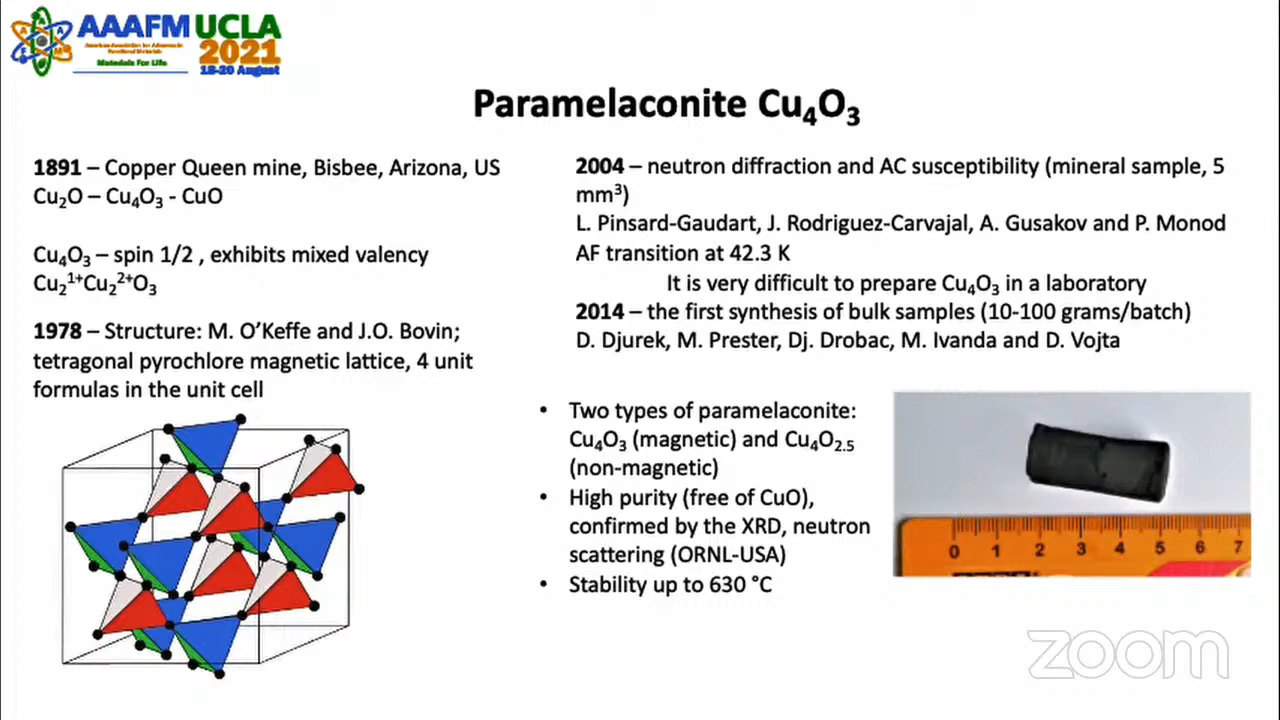 AAAFM UCLA
American Association for Advances in
Functional Materials
Materials For Life
2021
18-20 August
Paramelaconite Cu₄O₃
1891 – Copper Queen mine, Bisbee, Arizona, US
Cu₂O – Cu₄O₃ - CuO
Cu₄O₃ – spin 1/2 , exhibits mixed valency
Cu₂¹⁺Cu₂²⁺O₃
1978 – Structure: M. O'Keffe and J.O. Bovin;
tetragonal pyrochlore magnetic lattice, 4 unit
formulas in the unit cell
2004 – neutron diffraction and AC susceptibility (mineral sample, 5
mm³)
L. Pinsard-Gaudart, J. Rodriguez-Carvajal, A. Gusakov and P. Monod
AF transition at 42.3 K
It is very difficult to prepare Cu₄O₃ in a laboratory
2014 – the first synthesis of bulk samples (10-100 grams/batch)
D. Djurek, M. Prester, Dj. Drobac, M. Ivanda and D. Vojta
• Two types of paramelaconite:
Cu₄O₃ (magnetic) and Cu₄O₂.₅
(non-magnetic)
• High purity (free of CuO),
confirmed by the XRD, neutron
scattering (ORNL-USA)
• Stability up to 630 °C
0 1 2 3 4 5 6 7
zoom